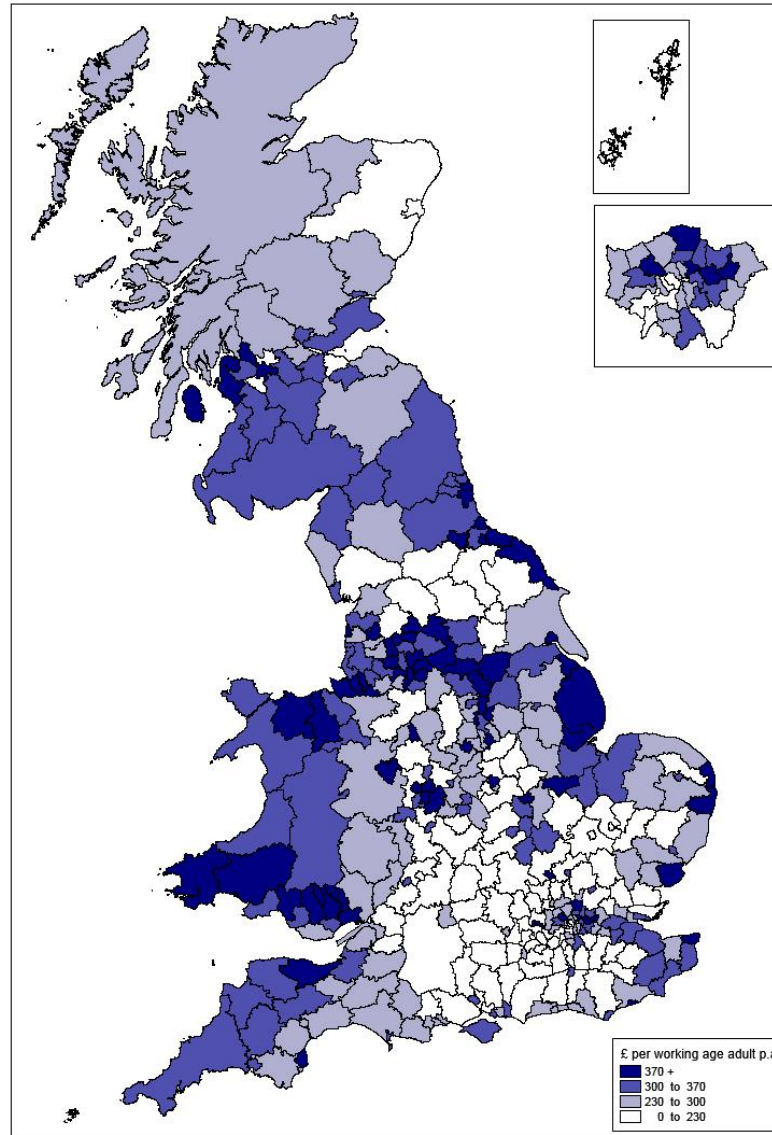 £ per working age adult p.a
370 +
300 to 370
230 to 300
0 to 230